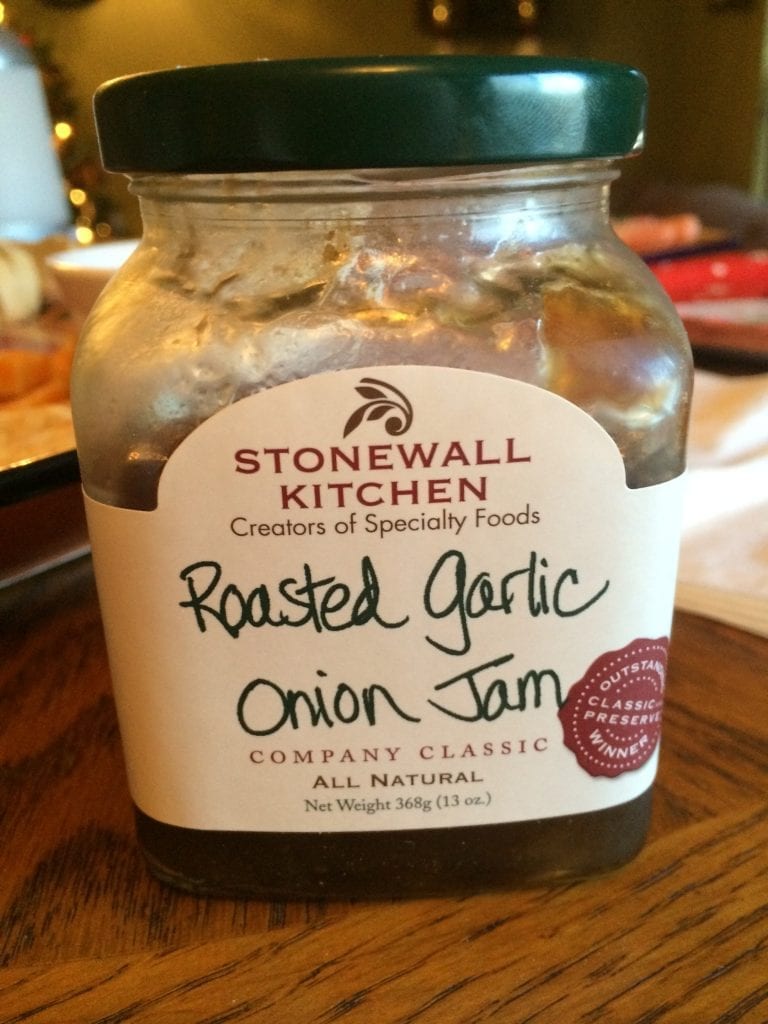 STONEWALL
KITCHEN
Creators of Specialty Foods
Roasted Garlic
Onion Jam
COMPANY CLASSIC
ALL NATURAL
Net Weight 368g (13 oz.)
CLASSIC
WINNER